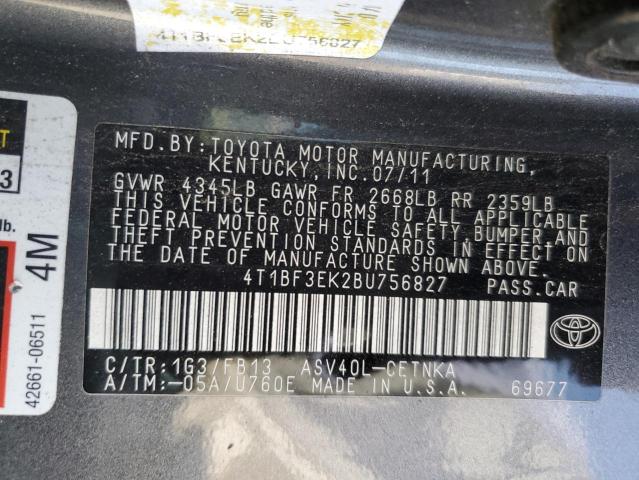 4T1BF3EK2BU756827
3
lb.
4M
42661-06511
MFD.BY:TOYOTA MOTOR MANUFACTURING,
KENTUCKY, INC. 07/11
GVWR 4345LB GAWR FR 2668LB RR 2359LB
THIS VEHICLE CONFORMS TO ALL APPLICABLE
FEDERAL MOTOR VEHICLE SAFETY, BUMPER, AND
THEFT PREVENTION STANDARDS IN EFFECT ON
THE DATE OF MANUFACTURE SHOWN ABOVE.
4T1BF3EK2BU756827 PASS.CAR
C/TR:1G3/FB13 ASV40L-CETNKA
A/TM:-05A/U760E MADE IN U.S.A. 69677